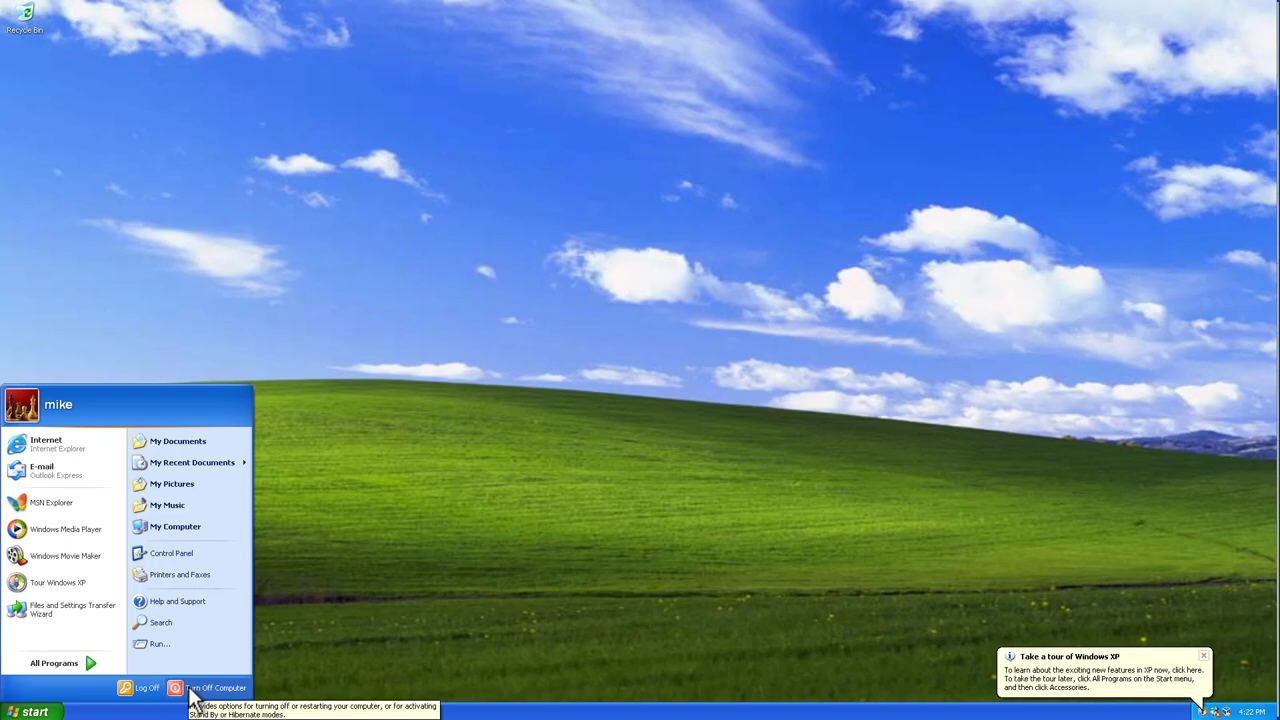 Recycle Bin
mike
Internet
Internet Explorer
E-mail
Outlook Express
MSN Explorer
Windows Media Player
Windows Movie Maker
Tour Windows XP
Files and Settings Transfer
Wizard
All Programs
My Documents
My Recent Documents
My Pictures
My Music
My Computer
Control Panel
Printers and Faxes
Help and Support
Search
Run...
Log Off
Turn Off Computer
options for turning off or restarting your computer, or for activating
Stand By or Hibernate modes.
Take a tour of Windows XP
To learn about the exciting new features in XP now, click here.
To take the tour later, click All Programs on the Start menu,
and then click Accessories.
start
4:22 PM